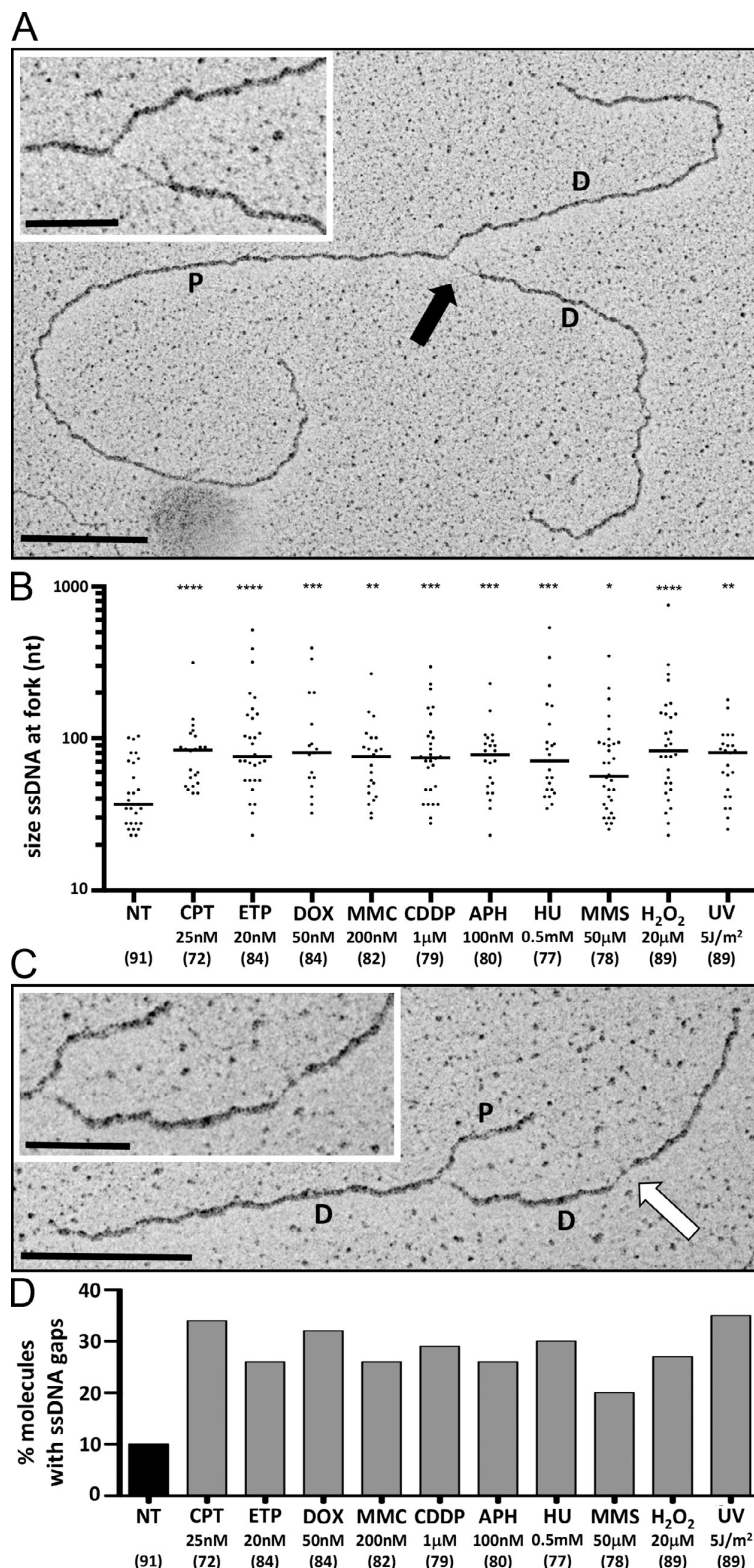 A
D
P
D
B
1000
**** **** *** ** *** *** *** * **** **
size ssDNA at fork (nt)
100
10
NT CPT ETP DOX MMC CDDP APH HU MMS H₂O₂ UV
25nM 20nM 50nM 200nM 1µM 100nM 0.5mM 50µM 20µM 5J/m²
(91) (72) (84) (84) (82) (79) (80) (77) (78) (89) (89)
C
P
D
D
D
40
% molecules
with ssDNA gaps
30
20
10
0
NT CPT ETP DOX MMC CDDP APH HU MMS H₂O₂ UV
25nM 20nM 50nM 200nM 1µM 100nM 0.5mM 50µM 20µM 5J/m²
(91) (72) (84) (84) (82) (79) (80) (77) (78) (89) (89)